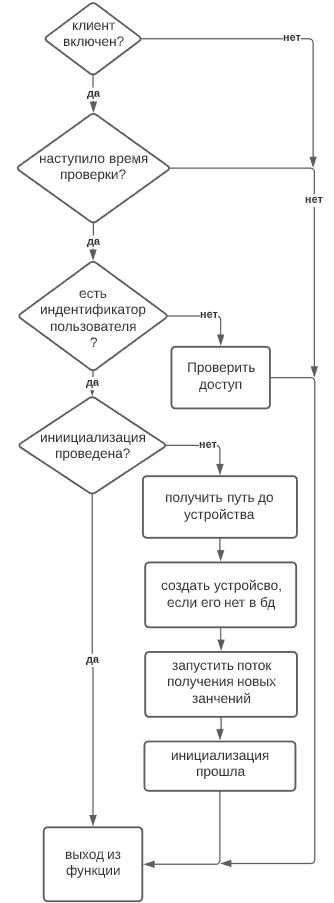 клиент
включен?
нет
да
наступило время
проверки?
нет
да
есть
индентификатор
пользователя
?
нет
Проверить
доступ
да
иниициализация
проведена?
нет
получить путь до
устройства
создать устройсво,
если его нет в бд
запустить поток
получения новых
занчений
да
инициализация
прошла
выход из
функции